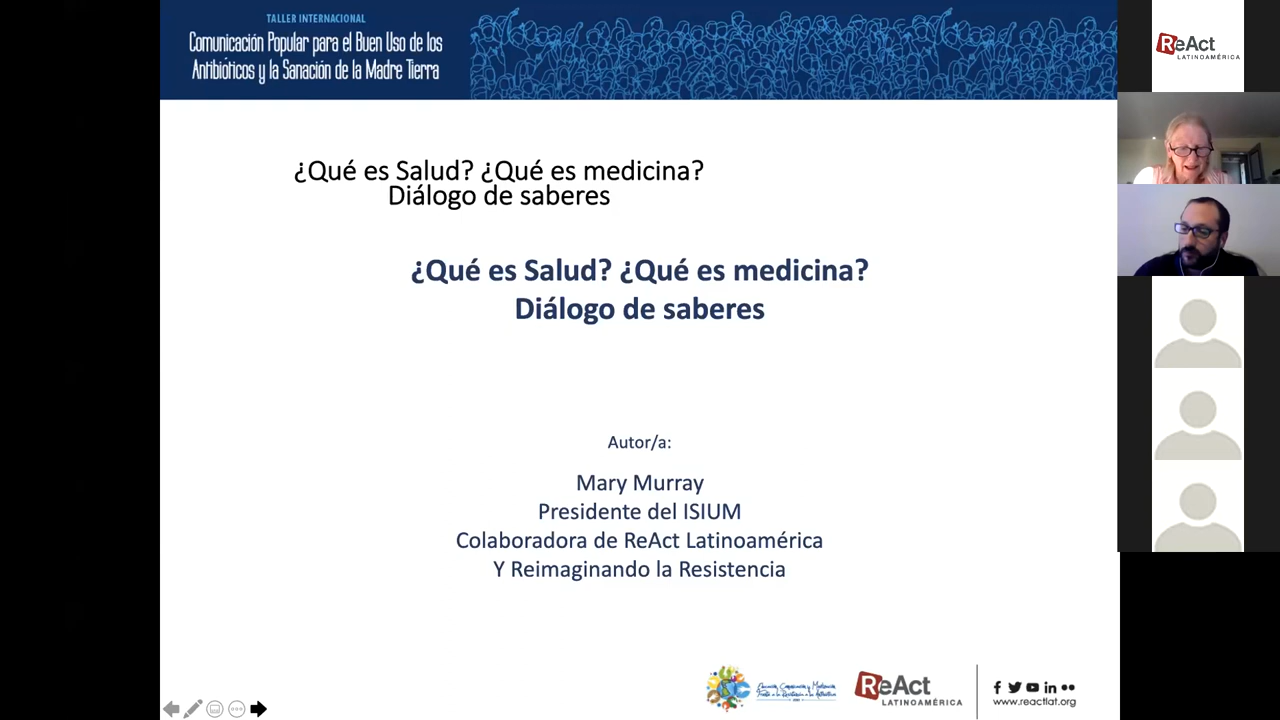 TALLER INTERNACIONAL
Comunicación Popular para el Buen Uso de los
Antibióticos y la Sanación de la Madre Tierra
ReAct
LATINOAMÉRICA
¿Qué es Salud? ¿Qué es medicina?
Diálogo de saberes
¿Qué es Salud? ¿Qué es medicina?
Diálogo de saberes
Autor/a:
Mary Murray
Presidente del ISIUM
Colaboradora de ReAct Latinoamérica
Y Reimaginando la Resistencia
ReAct
LATINOAMÉRICA
www.reactlat.org